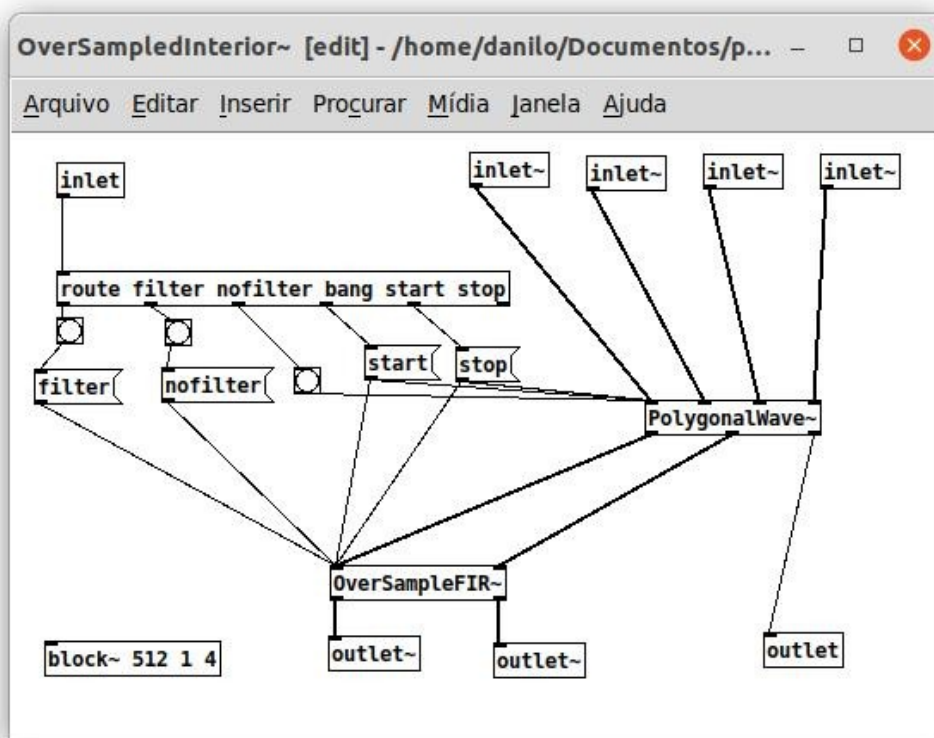 OverSampledInterior~ [edit] - /home/danilo/Documentos/p...
Arquivo Editar Inserir Procurar Mídia Janela Ajuda
inlet
inlet~
inlet~
inlet~
inlet~
route filter nofilter bang start stop
start
stop
filter
nofilter
PolygonalWave~
OverSampleFIR~
block~ 512 1 4
outlet~
outlet~
outlet